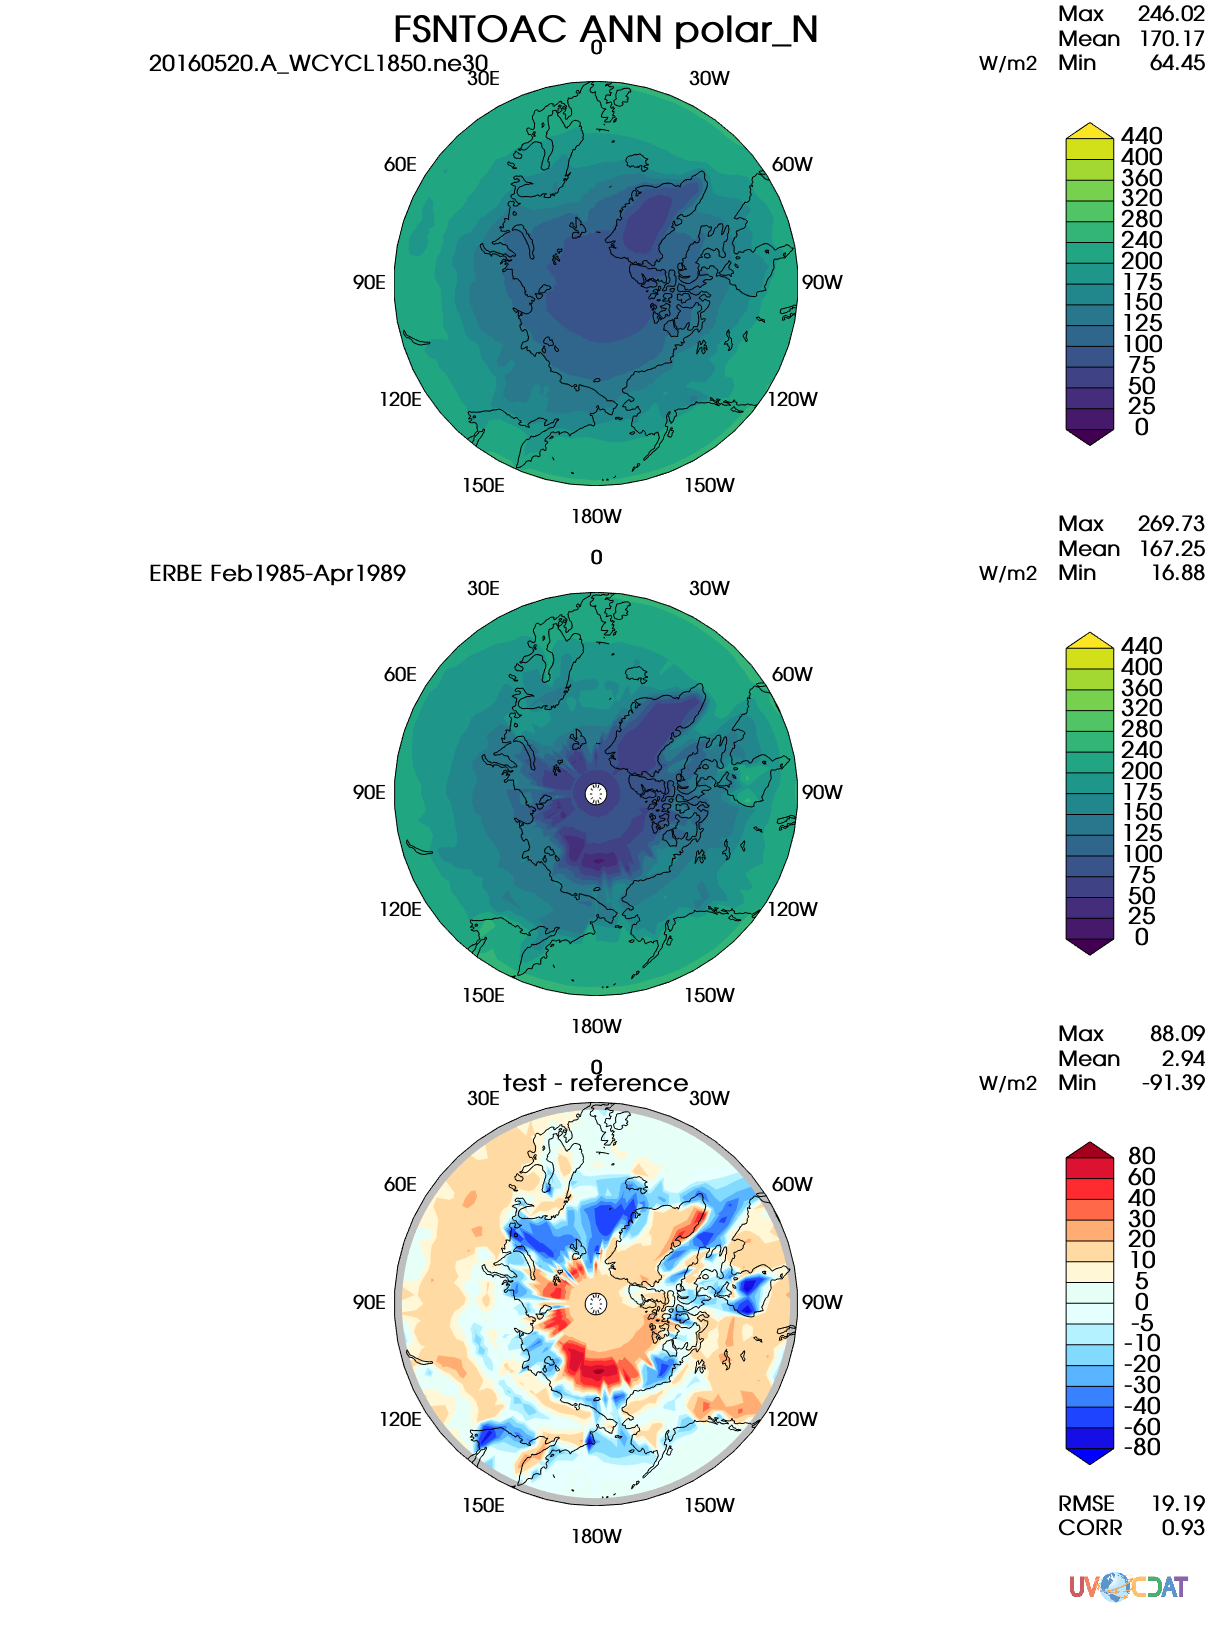 FSNTOAC ANN polar_N
20160520.A_WCYCL1850.ne30
W/m2
Max 246.02
Mean 170.17
Min 64.45
0
30E
30W
60E
60W
90E
90W
120E
120W
150E
150W
180W
440
400
360
320
280
240
200
175
150
125
100
75
50
25
0
ERBE Feb1985-Apr1989
W/m2
Max 269.73
Mean 167.25
Min 16.88
0
30E
30W
60E
60W
90E
90W
120E
120W
150E
150W
180W
440
400
360
320
280
240
200
175
150
125
100
75
50
25
0
test - reference
W/m2
Max 88.09
Mean 2.94
Min -91.39
0
30E
30W
60E
60W
90E
90W
120E
120W
150E
150W
180W
80
60
40
30
20
10
5
0
-5
-10
-20
-30
-40
-60
-80
RMSE 19.19
CORR 0.93
UV CDAT